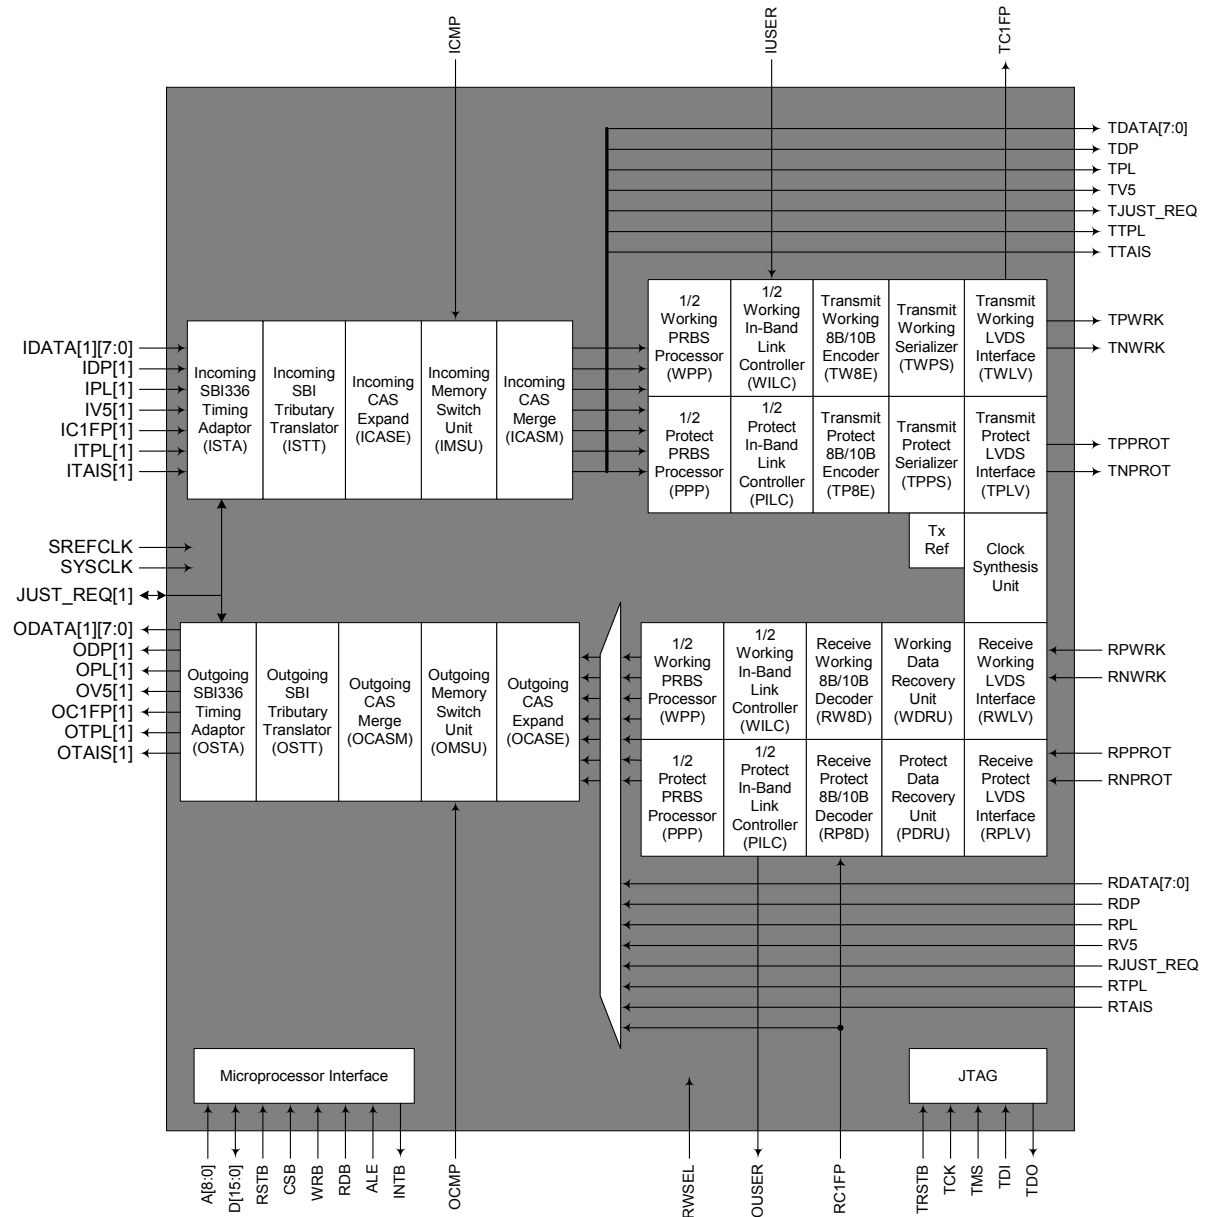 ICMP
IUSER
TC1FP
TDATA[7:0]
TDP
TPL
TV5
TJUST_REQ
TTPL
TTAIS
IDATA[1][7:0]
IDP[1]
IPL[1]
IV5[1]
IC1FP[1]
ITPL[1]
ITAIS[1]
Incoming
SBI336
Timing
Adaptor
(ISTA)
Incoming
SBI
Tributary
Translator
(ISTT)
Incoming
CAS
Expand
(ICASE)
Incoming
Memory
Switch
Unit
(IMSU)
Incoming
CAS
Merge
(ICASM)
1/2
Working
PRBS
Processor
(WPP)
1/2
Working
In-Band
Link
Controller
(WILC)
Transmit
Working
8B/10B
Encoder
(TW8E)
Transmit
Working
Serializer
(TWPS)
Transmit
Working
LVDS
Interface
(TWLV)
TPWRK
TNWRK
1/2
Protect
PRBS
Processor
(PPP)
1/2
Protect
In-Band
Link
Controller
(PILC)
Transmit
Protect
8B/10B
Encoder
(TP8E)
Transmit
Protect
Serializer
(TPPS)
Transmit
Protect
LVDS
Interface
(TPLV)
TPPROT
TNPROT
Tx
Ref
Clock
Synthesis
Unit
SREFCLK
SYSCLK
JUST_REQ[1]
ODATA[1][7:0]
ODP[1]
OPL[1]
OV5[1]
OC1FP[1]
OTPL[1]
OTAIS[1]
Outgoing
SBI336
Timing
Adaptor
(OSTA)
Outgoing
SBI
Tributary
Translator
(OSTT)
Outgoing
CAS
Merge
(OCASM)
Outgoing
Memory
Switch
Unit
(OMSU)
Outgoing
CAS
Expand
(OCASE)
1/2
Working
PRBS
Processor
(WPP)
1/2
Working
In-Band
Link
Controller
(WILC)
Receive
Working
8B/10B
Decoder
(RW8D)
Working
Data
Recovery
Unit
(WDRU)
Receive
Working
LVDS
Interface
(RWLV)
RPWRK
RNWRK
1/2
Protect
PRBS
Processor
(PPP)
1/2
Protect
In-Band
Link
Controller
(PILC)
Receive
Protect
8B/10B
Decoder
(RP8D)
Protect
Data
Recovery
Unit
(PDRU)
Receive
Protect
LVDS
Interface
(RPLV)
RPPROT
RNPROT
RDATA[7:0]
RDP
RPL
RV5
RJUST_REQ
RTPL
RTAIS
Microprocessor Interface
JTAG
A[8:0]
D[15:0]
RSTB
CSB
WRB
RDB
ALE
INTB
OCMP
RWSEL
OUSER
RC1FP
TRSTB
TCK
TMS
TDI
TDO